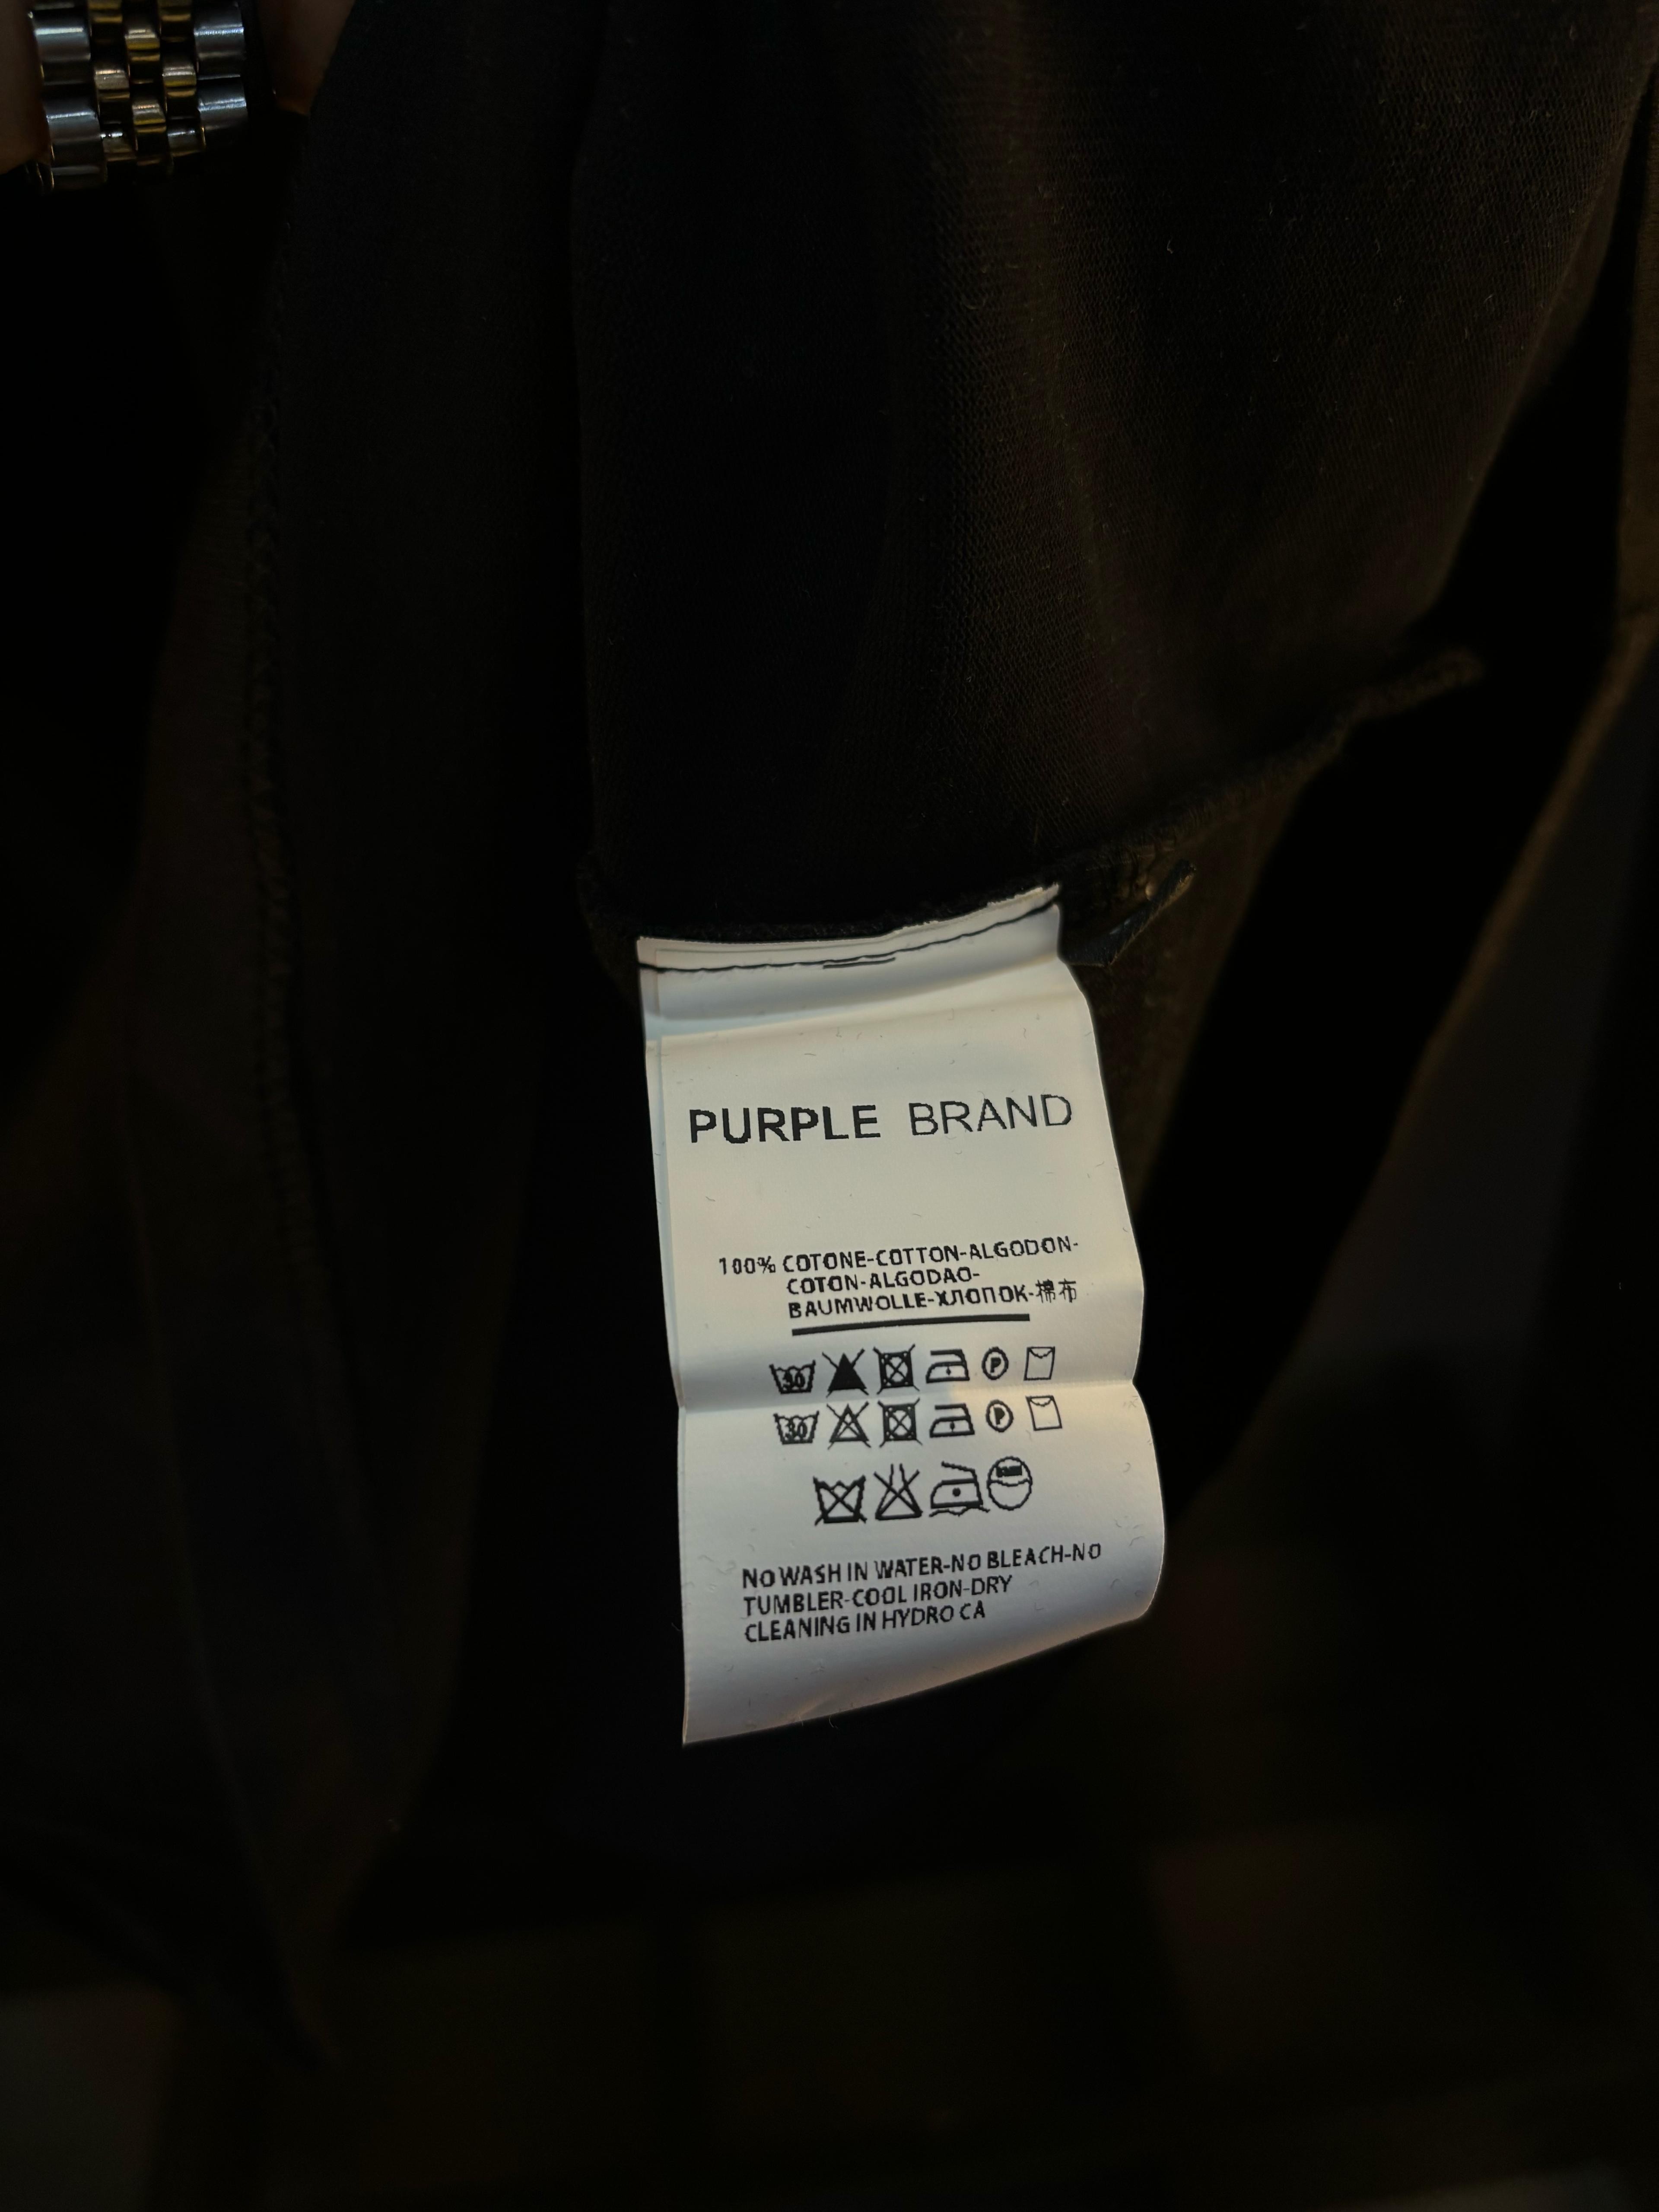 PURPLE BRAND
100% COTONE-COTTON-ALGODON-
COTON-ALGODAO-
BAUMWOLLE-ХЛОПОК-棉布
30 P
30 P
NO WASH IN WATER-NO BLEACH-NO
TUMBLER-COOL IRON-DRY
CLEANING IN HYDRO CA